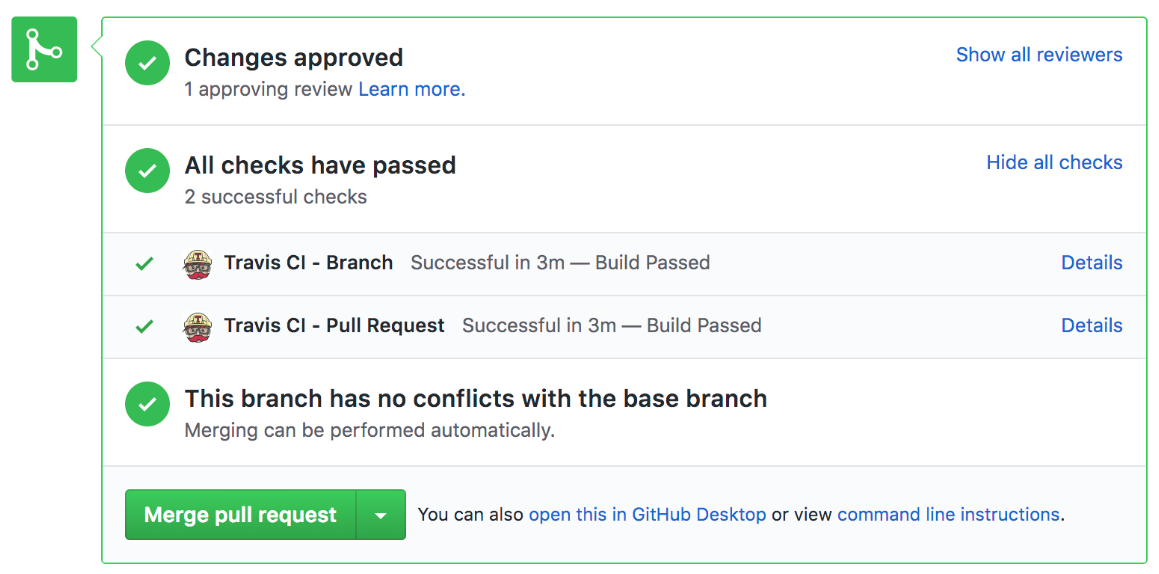 Changes approved
Show all reviewers
1 approving review Learn more.
All checks have passed
Hide all checks
2 successful checks
Travis CI - Branch Successful in 3m — Build Passed
Details
Travis CI - Pull Request Successful in 3m — Build Passed
Details
This branch has no conflicts with the base branch
Merging can be performed automatically.
Merge pull request
You can also open this in GitHub Desktop or view command line instructions.